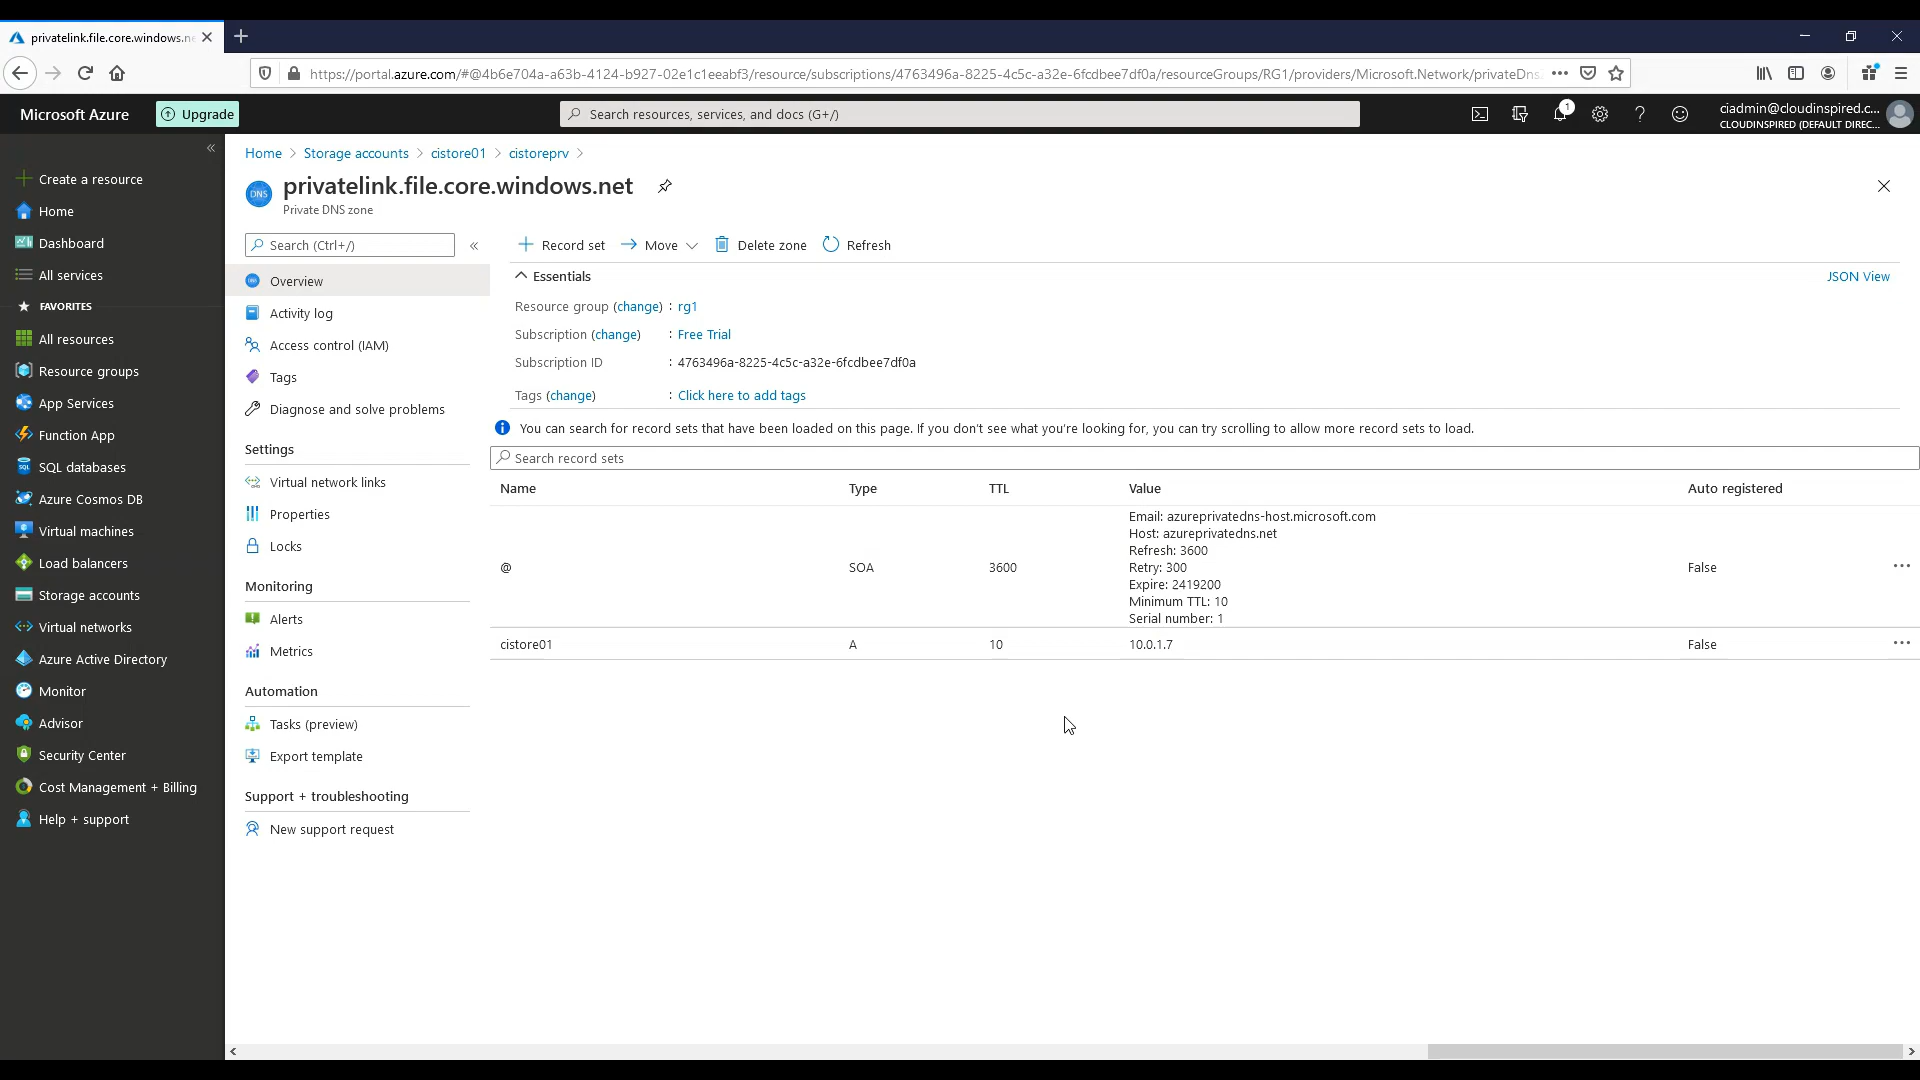 privatelink.file.core.windows.ne
https://portal.azure.com/#@4b6e704a-a63b-4124-b927-02e1c1eeabf3/resource/subscriptions/4763496a-8225-4c5c-a32e-6fcdbee7df0a/resourceGroups/RG1/providers/Microsoft.Network/privateDns
Microsoft Azure
Upgrade
Search resources, services, and docs (G+/)
1
ciadmin@cloudinspired.c...
CLOUDINSPIRED (DEFAULT DIREC...
Create a resource
Home
Dashboard
All services
FAVORITES
All resources
Resource groups
App Services
Function App
SQL databases
Azure Cosmos DB
Virtual machines
Load balancers
Storage accounts
Virtual networks
Azure Active Directory
Monitor
Advisor
Security Center
Cost Management + Billing
Help + support
Home > Storage accounts > cistore01 > cistoreprv >
DNS
privatelink.file.core.windows.net
Private DNS zone
Search (Ctrl+/)
Overview
Activity log
Access control (IAM)
Tags
Diagnose and solve problems
Settings
Virtual network links
Properties
Locks
Monitoring
Alerts
Metrics
Automation
Tasks (preview)
Export template
Support + troubleshooting
New support request
Record set Move Delete zone Refresh
Essentials JSON View
Resource group (change) : rg1
Subscription (change) : Free Trial
Subscription ID : 4763496a-8225-4c5c-a32e-6fcdbee7df0a
Tags (change) : Click here to add tags
You can search for record sets that have been loaded on this page. If you don't see what you're looking for, you can try scrolling to allow more record sets to load.
Search record sets
Name Type TTL Value Auto registered
@ SOA 3600
Email: azureprivatedns-host.microsoft.com
Host: azureprivatedns.net
Refresh: 3600
Retry: 300
Expire: 2419200
Minimum TTL: 10
Serial number: 1
False
cistore01 A 10 10.0.1.7 False